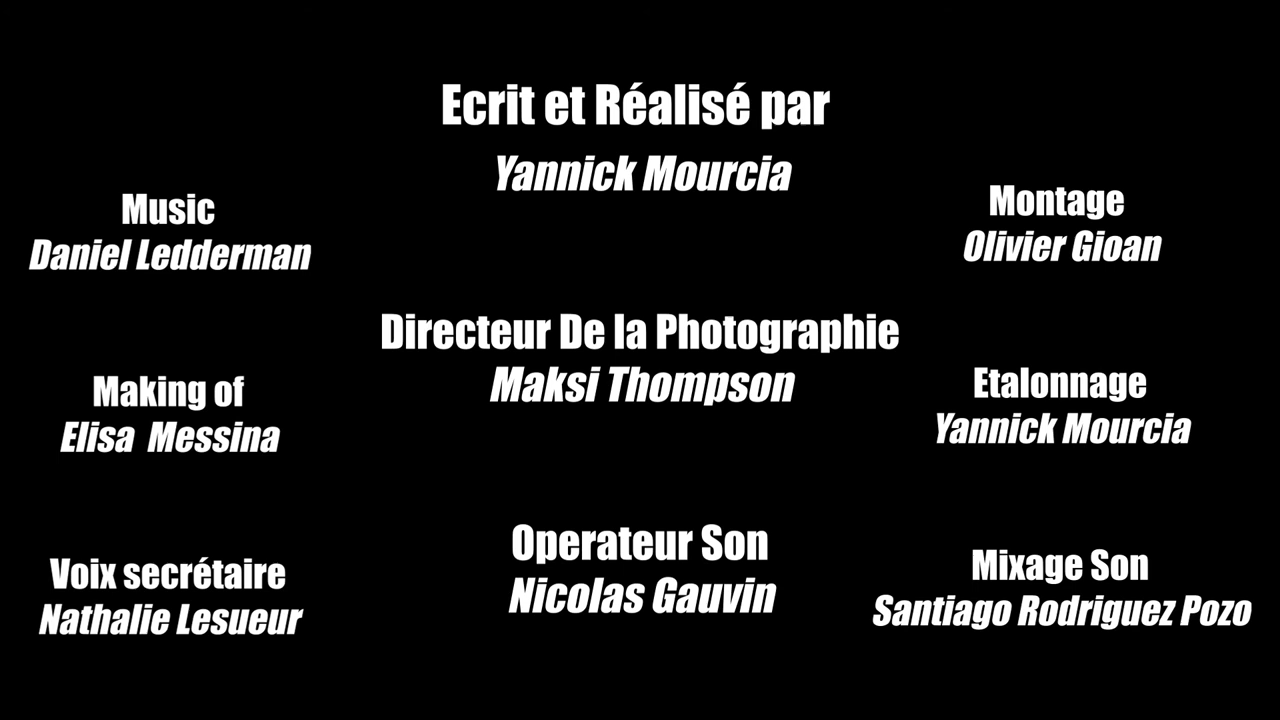 Ecrit et Réalisé par
Yannick Mourcia
Music
Daniel Ledderman
Montage
Olivier Gioan
Directeur De la Photographie
Maksi Thompson
Making of
Elisa Messina
Etalonnage
Yannick Mourcia
Operateur Son
Nicolas Gauvin
Voix secrétaire
Nathalie Lesueur
Mixage Son
Santiago Rodriguez Pozo